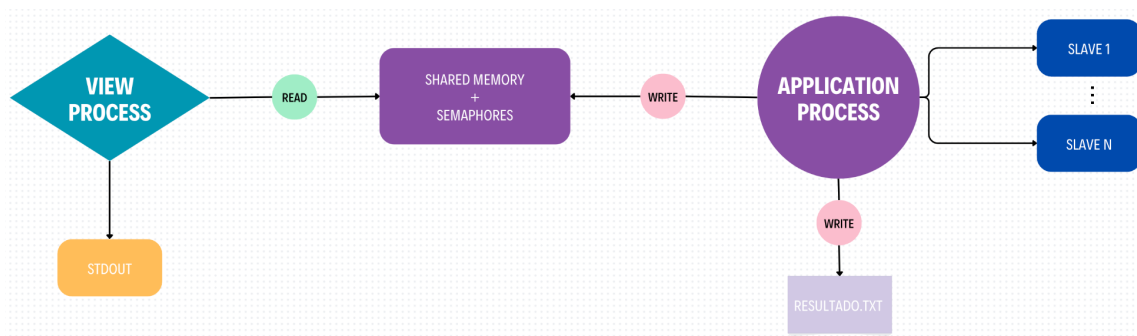 VIEW
PROCESS
READ
SHARED MEMORY
+
SEMAPHORES
WRITE
APPLICATION
PROCESS
SLAVE 1
SLAVE N
WRITE
STDOUT
RESULTADO.TXT